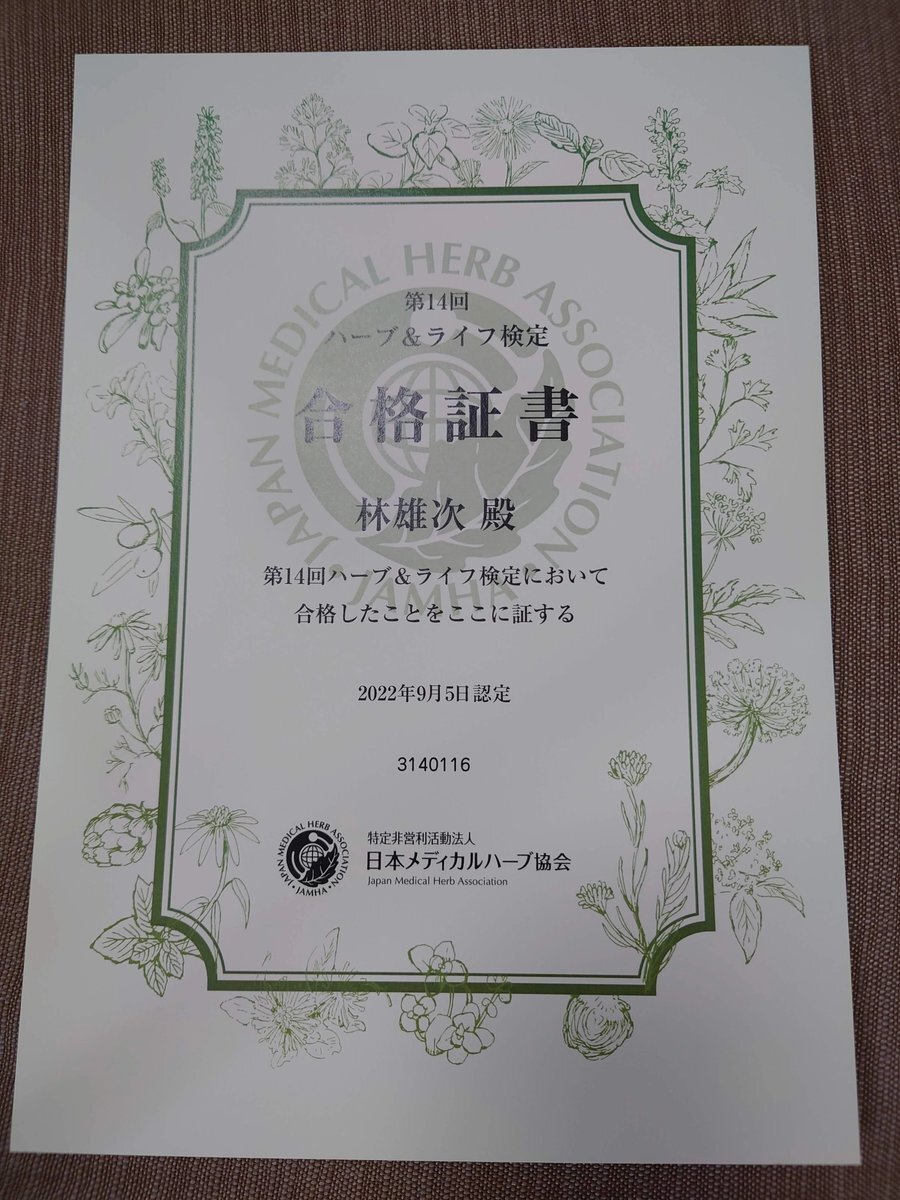 第14回
ハーブ&ライフ検定
合格証書
林雄次 殿
第14回ハーブ&ライフ検定において
合格したことをここに証する
2022年9月5日認定
3140116
特定非営利活動法人
日本メディカルハーブ協会
Japan Medical Herb Association
JAPAN MEDICAL HERB ASSOCIATION
JAMHA
JAPAN MEDICAL HERB ASSOCIATION
JAMHA